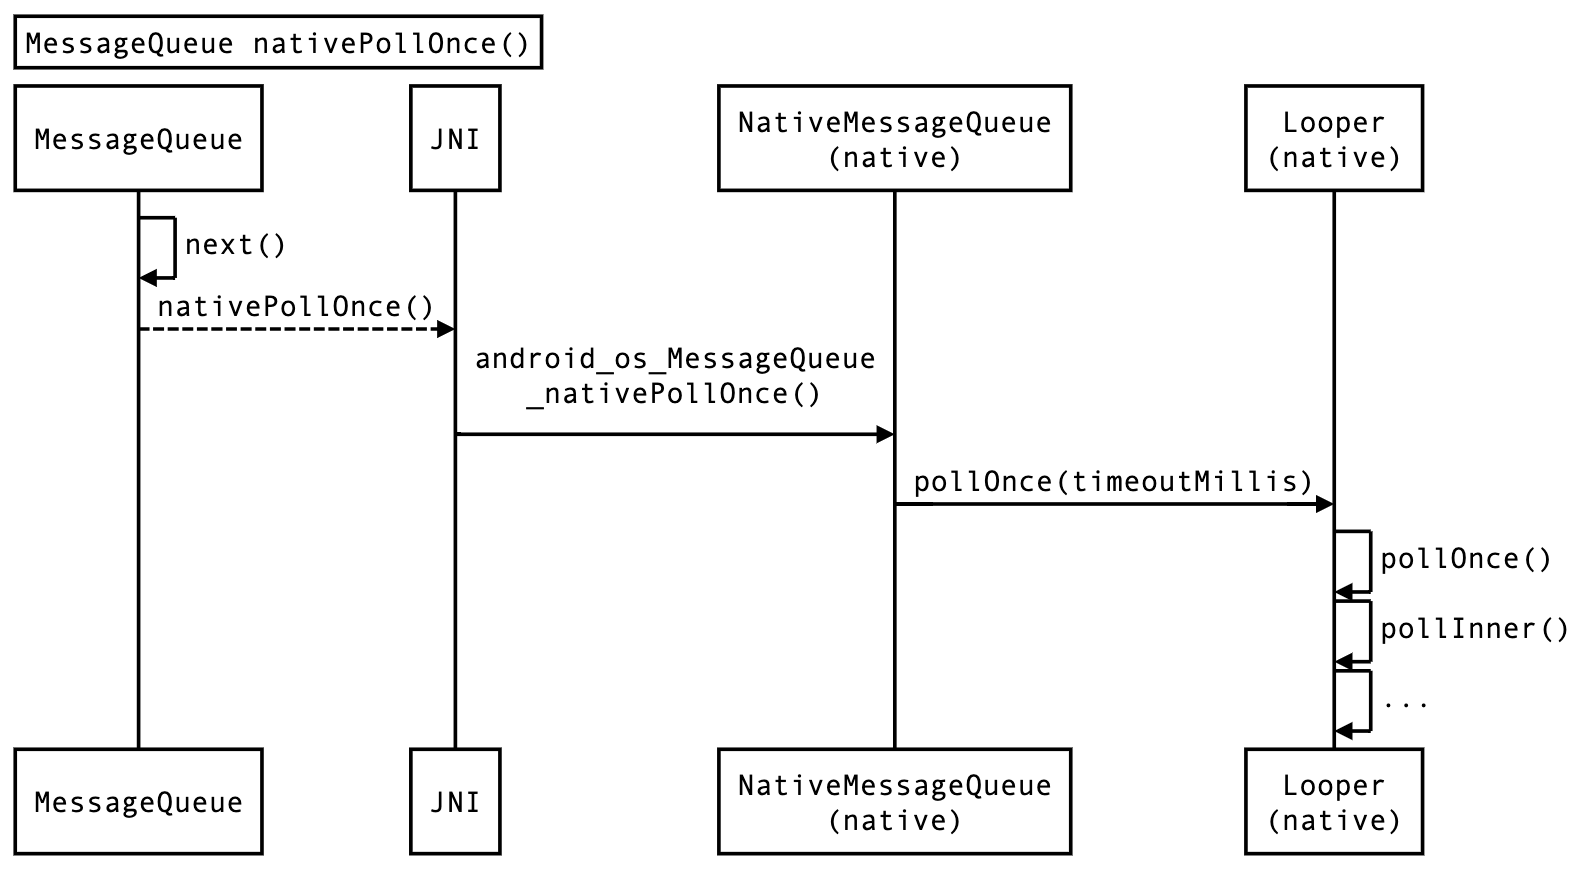 MessageQueue nativePollOnce()
MessageQueue
JNI
NativeMessageQueue
(native)
Looper
(native)
next()
nativePollOnce()
android_os_MessageQueue
_nativePollOnce()
pollOnce(timeoutMillis)
pollOnce()
pollInner()
...
MessageQueue
JNI
NativeMessageQueue
(native)
Looper
(native)